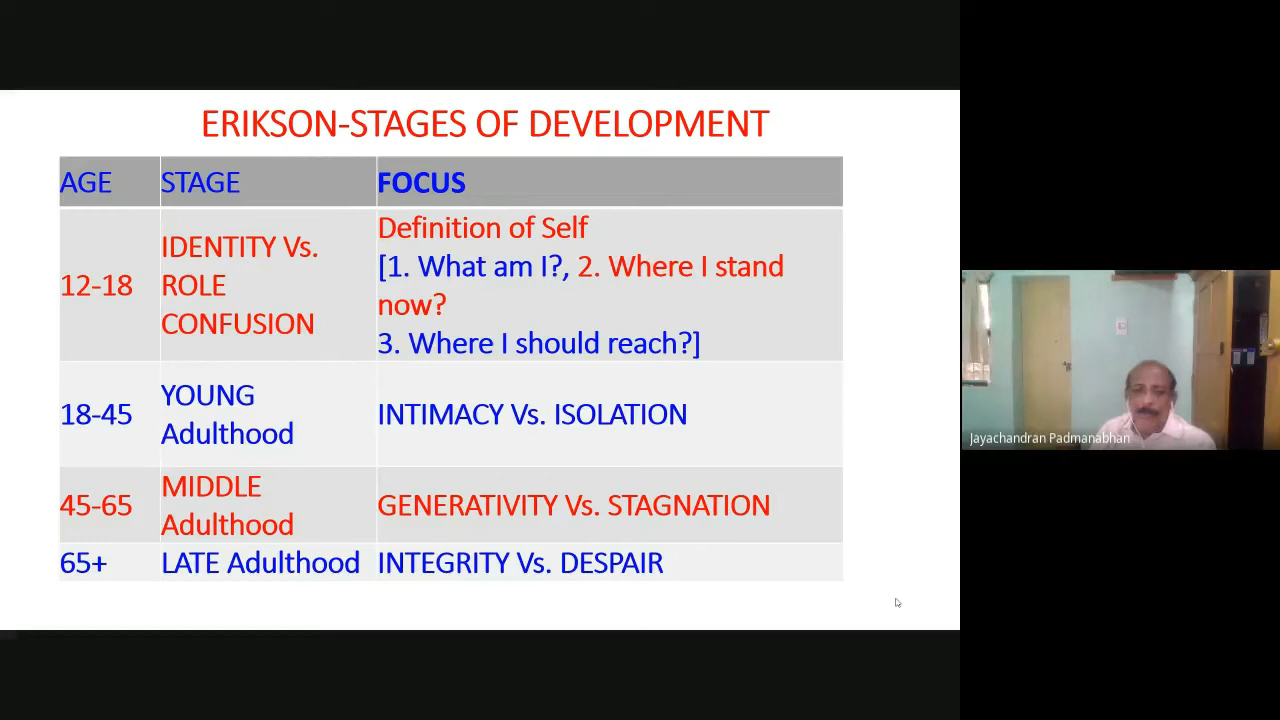 ERIKSON-STAGES OF DEVELOPMENT
AGE STAGE FOCUS
12-18
IDENTITY Vs.
ROLE
CONFUSION
Definition of Self
[1. What am I?, 2. Where I stand
now?
3. Where I should reach?]
18-45
YOUNG
Adulthood
INTIMACY Vs. ISOLATION
45-65
MIDDLE
Adulthood
GENERATIVITY Vs. STAGNATION
65+ LATE Adulthood INTEGRITY Vs. DESPAIR
Jayachandran Padmanabhan